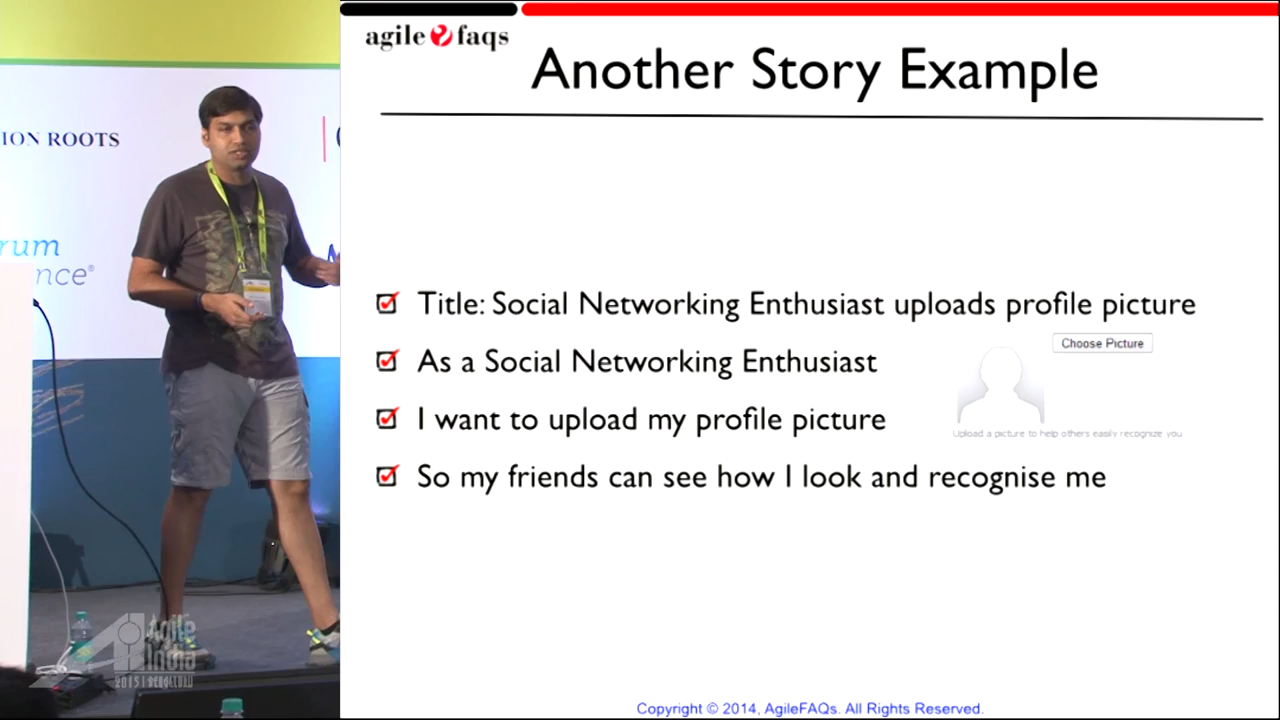 agile faqs
Another Story Example
ION ROOTS
rum
nce®
Title: Social Networking Enthusiast uploads profile picture
Choose Picture
As a Social Networking Enthusiast
I want to upload my profile picture
Upload a picture to help others easily recognize you
So my friends can see how I look and recognise me
Agile
India
2015 | BENGALURU
Copyright © 2014, AgileFAQs. All Rights Reserved.